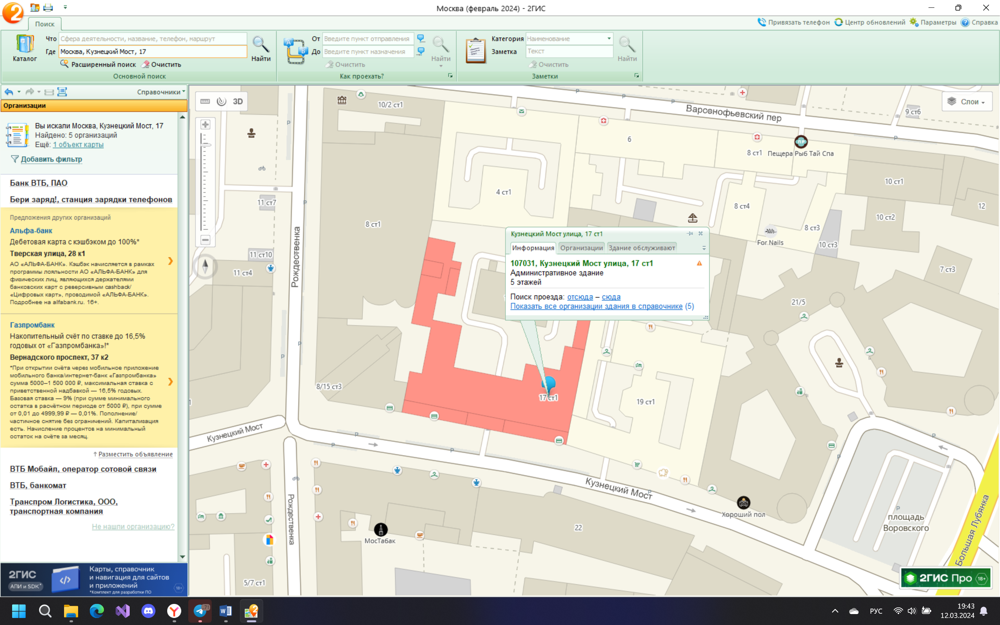 Москва (февраль 2024) - 2ГИС
Поиск
Привязать телефон
Центр обновлений
Параметры
Справка
Каталог
Что
Сфера деятельности, название, телефон, маршрут
Где
Москва, Кузнецкий Мост, 17
Найти
Расширенный поиск
Очистить
Основной поиск
A
B
От
Введите пункт отправления
До
Введите пункт назначения
Найти
Очистить
Как проехать?
Категория
Наименование
Заметка
Текст
Найти
Очистить
Заметки
Справочники
Организации
Вы искали Москва, Кузнецкий Мост, 17
Найдено: 5 организаций
Ещё: 1 объект карты
Добавить фильтр
Банк ВТБ, ПАО
Бери заряд!, станция зарядки телефонов
Предложения других организаций
Альфа-банк
Дебетовая карта с кэшбэком до 100%*
Тверская улица, 28 к1
АО «АЛЬФА-БАНК». Кэшбэк начисляется в рамках
программы лояльности АО «АЛЬФА-БАНК» для
физических лиц, являющихся держателями
банковских карт с реверсивным cashback/
«Цифровых карт», проводимой «АЛЬФА-БАНК».
Подробнее на alfabank.ru. 16+.
Газпромбанк
Накопительный счёт по ставке до 16,5%
годовых от «Газпромбанка»!*
Вернадского проспект, 37 к2
*При открытии счёта через мобильное приложение
мобильного банка/интернет-банк «Газпромбанка»
сумма 5000–1 500 000 ₽, максимальная ставка с
приветственной надбавкой — 16,5% годовых.
Базовая ставка — 9% (при сумме минимального
остатка в расчётном периоде от 5000 ₽), при сумме
от 0,01 до 4999,99 ₽ — 0,01%. Пополнение/
частичное снятие без ограничений. Капитализация
есть. Начисление процентов на минимальный
остаток на счёте за месяц.
↑ Разместить объявление
ВТБ Мобайл, оператор сотовой связи
ВТБ, банкомат
Транспром Логистика, ООО,
транспортная компания
Не нашли организацию?
2ГИС
АПИ и SDK*
Карты, справочник
и навигация для сайтов
и приложений
*Комплект для разработки ПО
18+
3D
Слои
10/2 ст1
Варсонофьевский пер
9 ст6
6
8 ст1
ПР
Пещера Рыб Тай Спа
4 ст1
10 ст1
11 ст7
8 ст4
12
10 ст2
8 ст1
8 ст3
For Nails
10 ст3
Рождественка
11 ст10
11 ст4
7 ст3
Кузнецкий Мост улица, 17 ст1
Информация
Организации
Здание обслуживают
107031, Кузнецкий Мост улица, 17 ст1
Административное здание
5 этажей
Поиск проезда: отсюда – сюда
Показать все организации здания в справочнике (5)
21/5
8/15 ст3
17 ст1
19 ст1
Кузнецкий Мост
Кузнецкий Мост
Рождественка
Хороший пол
22
МосТабак
площадь
Воровского
Большая Лубянка
5/7 ст1
2ГИС Про
18+
71
РУС
19:43
12.03.2024